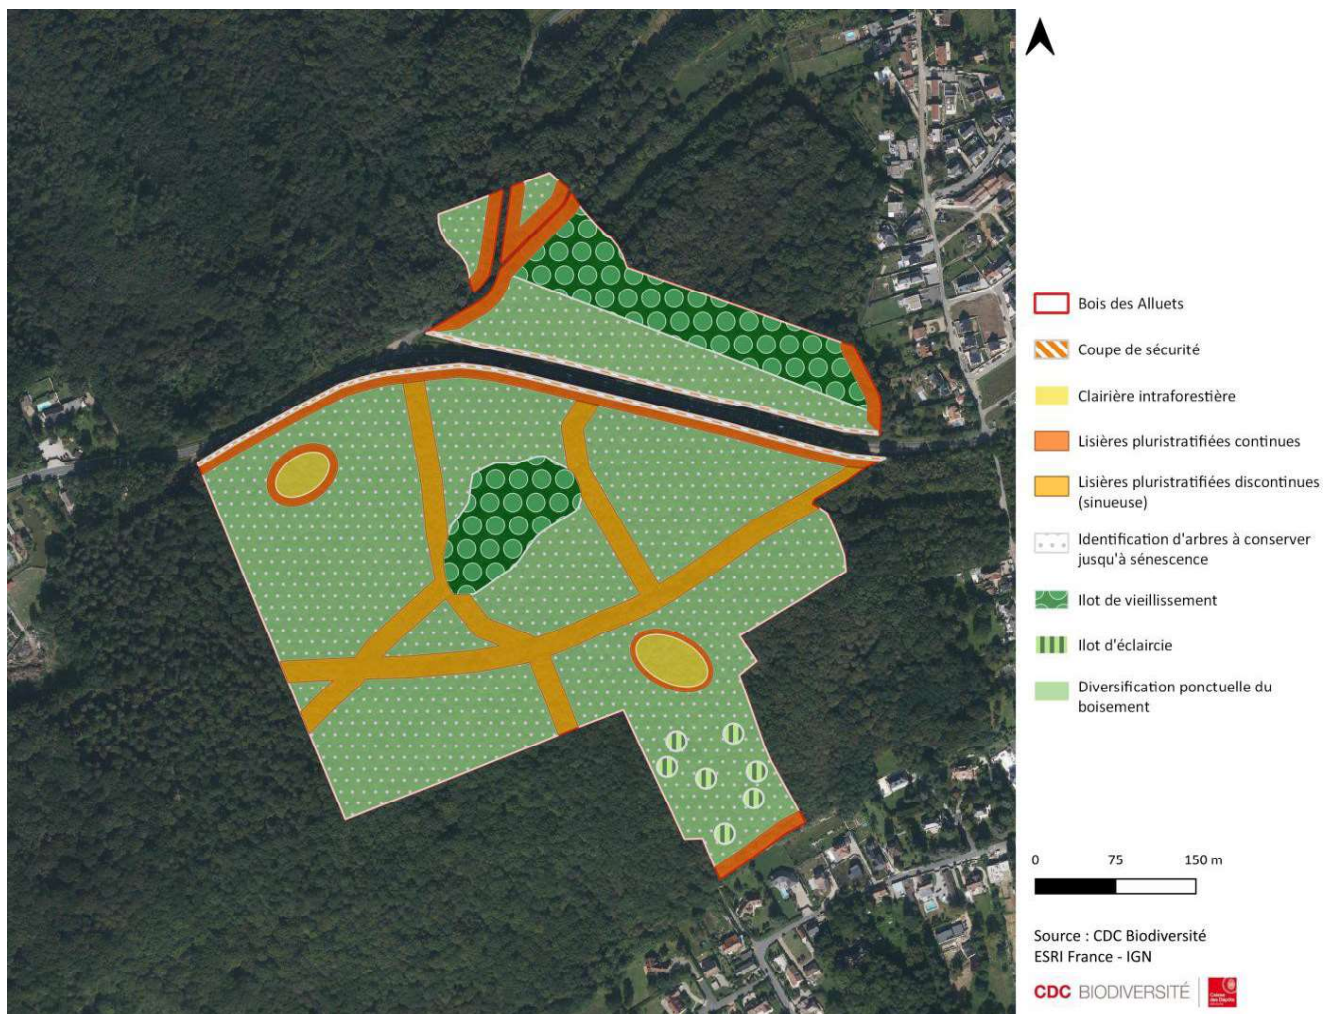 Bois des Alluets
Coupe de sécurité
Clairière intraforestière
Lisières pluristratifiées continues
Lisières pluristratifiées discontinues
(sinueuse)
Identification d'arbres à conserver
jusqu'à sénescence
Ilot de vieillissement
Ilot d'éclaircie
Diversification ponctuelle du
boisement
0 75 150 m
Source : CDC Biodiversité
ESRI France - IGN
CDC BIODIVERSITÉ